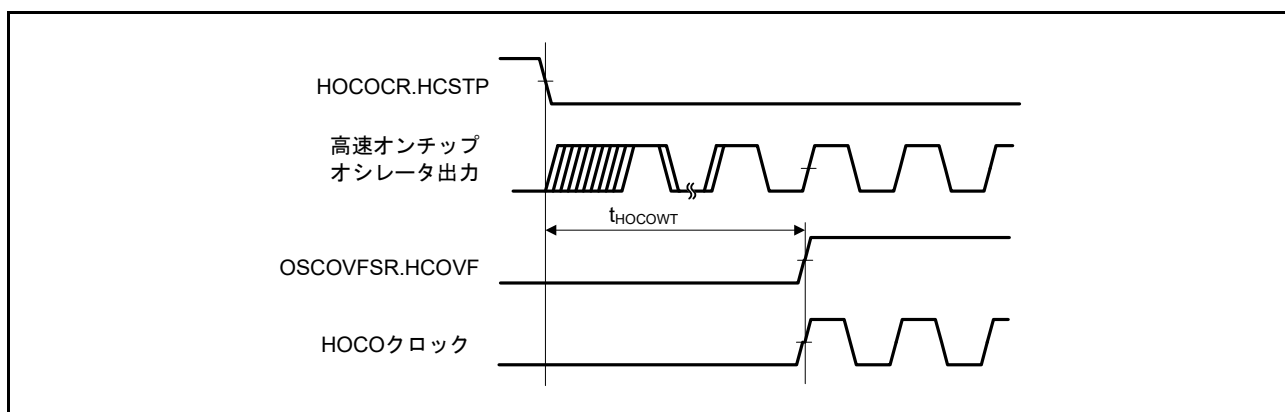 HOCOCR.HCSTP
高速オンチップ
オシレータ出力
tHOCOWT
OSCOVFSR.HCOVF
HOCOクロック